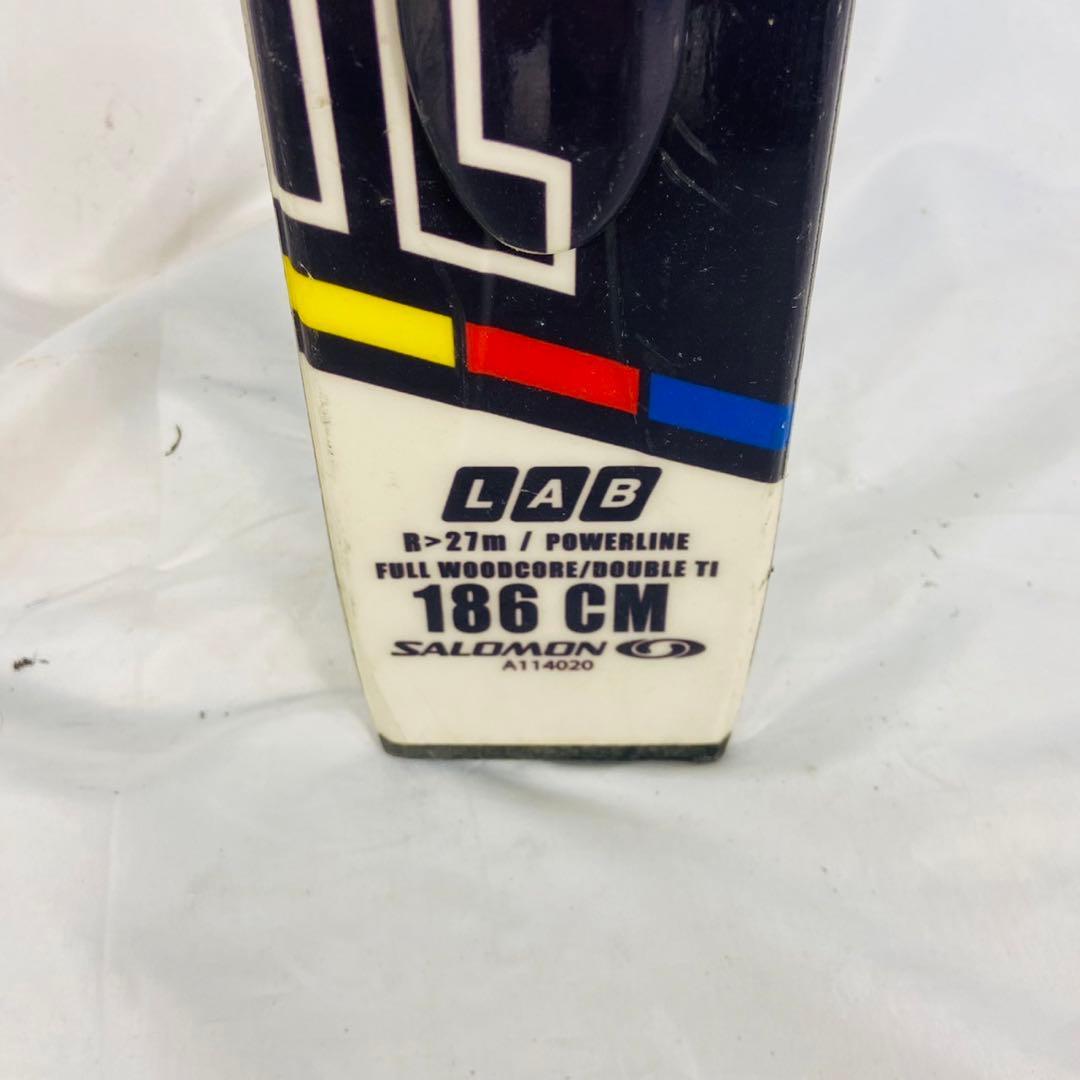 LAB
R>27m / POWERLINE
FULL WOODCORE/DOUBLE TI
186 CM
SALOMON
A114020